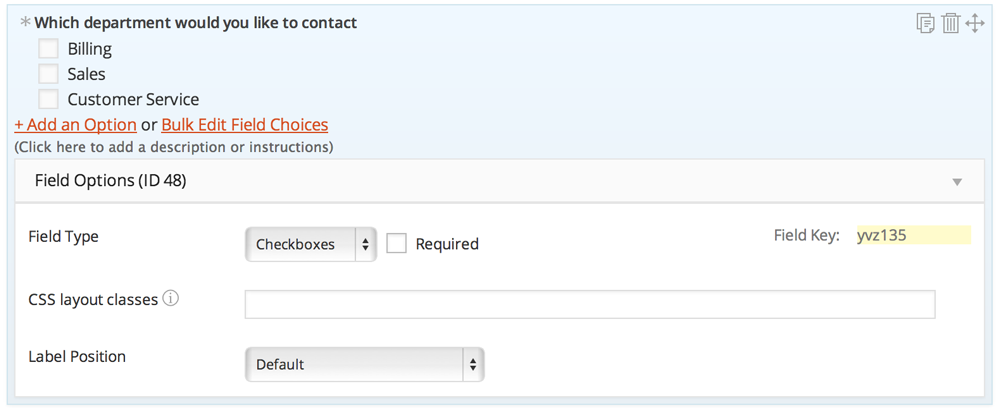 * Which department would you like to contact
Billing
Sales
Customer Service
+ Add an Option or Bulk Edit Field Choices
(Click here to add a description or instructions)
Field Options (ID 48)
Field Type Checkboxes Required Field Key: yvz135
CSS layout classes i
Label Position Default